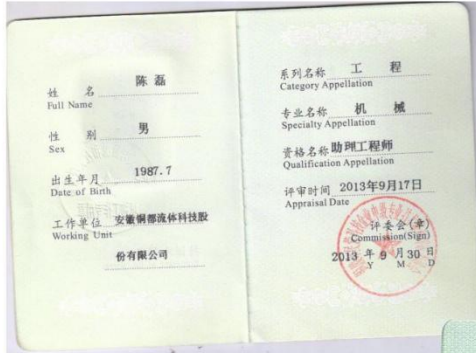 姓 名 陈 磊
Full Name
性 别 男
Sex
出生年月 1987.7
Date of Birth
工作单位 安徽铜都流体科技股
Working Unit
份有限公司
系列名称 工 程
Category Appellation
专业名称 机 械
Specialty Appellation
资格名称 助理工程师
Qualification Appellation
评审时间 2013年9月17日
Appraisal Date
评委会(章)
Commission(Sign)
2013 年 9 月 30 日
Y M D